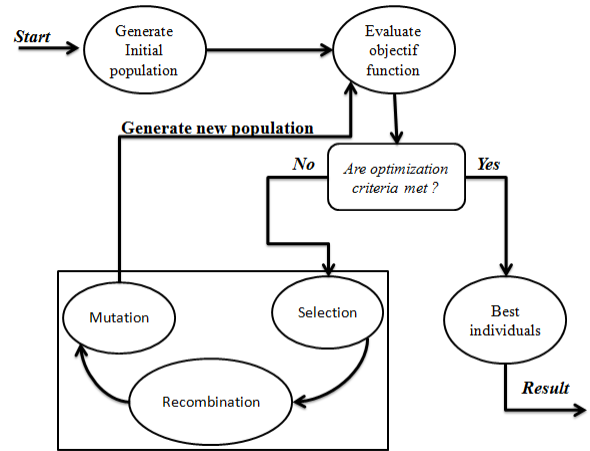 Start
Generate
Initial
population
Evaluate
objectif
function
Generate new population
No
Are optimization
criteria met ?
Yes
Mutation
Selection
Recombination
Best
individuals
Result